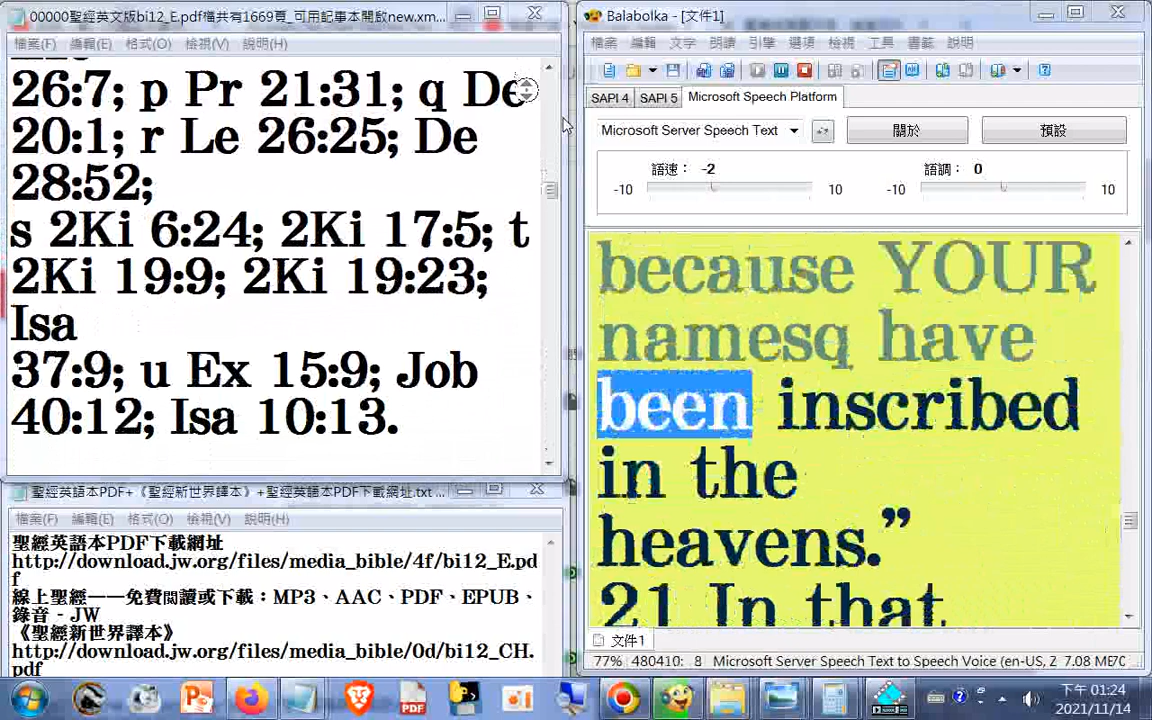 00000聖經英文版bi12_E.pdf檔共有1669頁_可用記事本開啟new.xm...
檔案(F) 編輯(E) 格式(O) 檢視(V) 說明(H)
26:7; p Pr 21:31; q De
20:1; r Le 26:25; De
28:52;
s 2Ki 6:24; 2Ki 17:5; t
2Ki 19:9; 2Ki 19:23;
Isa
37:9; u Ex 15:9; Job
40:12; Isa 10:13.
聖經英語本PDF+《聖經新世界譯本》+聖經英語本PDF下載網址.txt ...
檔案(F) 編輯(E) 格式(O) 檢視(V) 說明(H)
聖經英語本PDF下載網址
http://download.jw.org/files/media_bible/4f/bi12_E.pd
f
線上聖經——免費閱讀或下載：MP3、AAC、PDF、EPUB、
錄音 - JW
《聖經新世界譯本》
http://download.jw.org/files/media_bible/0d/bi12_CH.
pdf
Balabolka - [文件1]
檔案 編輯 文字 朗讀 引擎 選項 檢視 工具 書籤 說明
SAPI 4 SAPI 5 Microsoft Speech Platform
Microsoft Server Speech Text 關於 預設
語速： -2 語調： 0
-10 10 -10 10
because YOUR
namesq have
been inscribed
in the
heavens.”
21 In that
文件1
77% 480410: 8 Microsoft Server Speech Text to Speech Voice (en-US, Z 7.08 ME
下午 01:24
2021/11/14